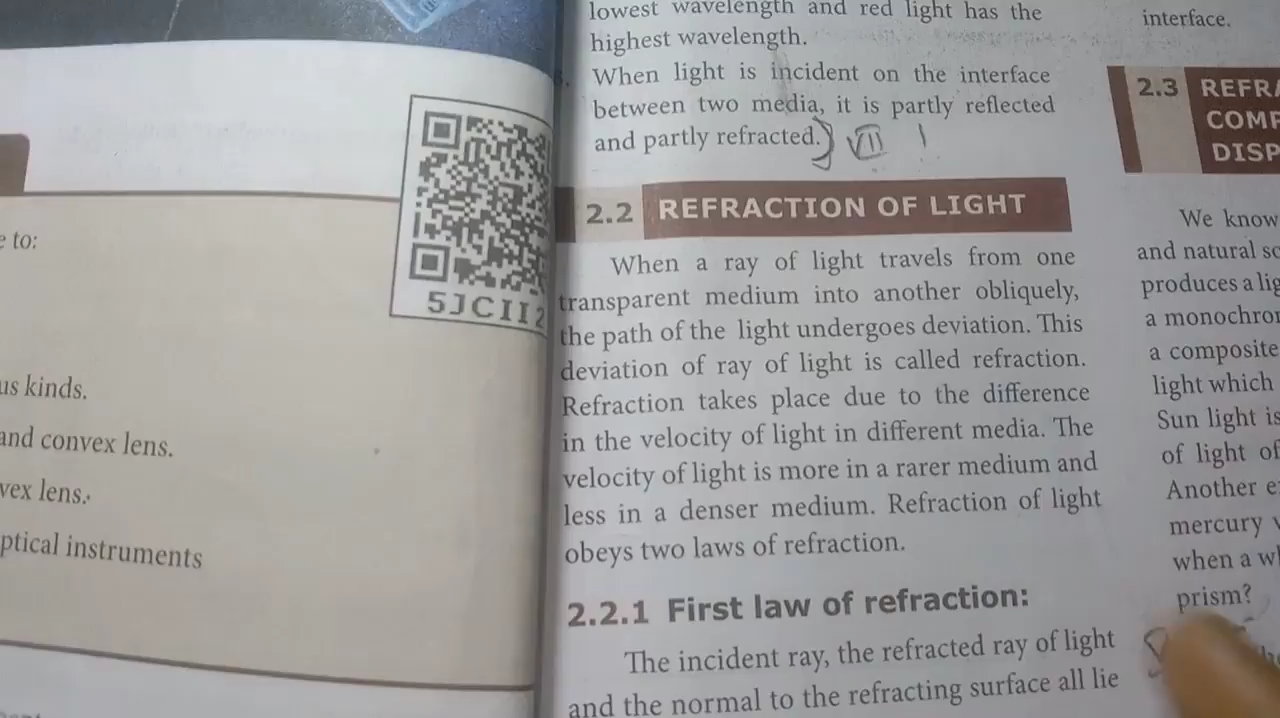 e to:
us kinds.
and convex lens.
vex lens.
ptical instruments
5JCII2
lowest wavelength and red light has the
highest wavelength.
When light is incident on the interface
between two media, it is partly reflected
and partly refracted.) VII 1
2.2 REFRACTION OF LIGHT
When a ray of light travels from one
transparent medium into another obliquely,
the path of the light undergoes deviation. This
deviation of ray of light is called refraction.
Refraction takes place due to the difference
in the velocity of light in different media. The
velocity of light is more in a rarer medium and
less in a denser medium. Refraction of light
obeys two laws of refraction.
2.2.1 First law of refraction:
The incident ray, the refracted ray of light
and the normal to the refracting surface all lie
interface.
2.3 REFRA
COMP
DISP
We know
and natural so
produces a lig
a monochrom
a composite
light which
Sun light is
of light of
Another e
mercury v
when a wh
prism?